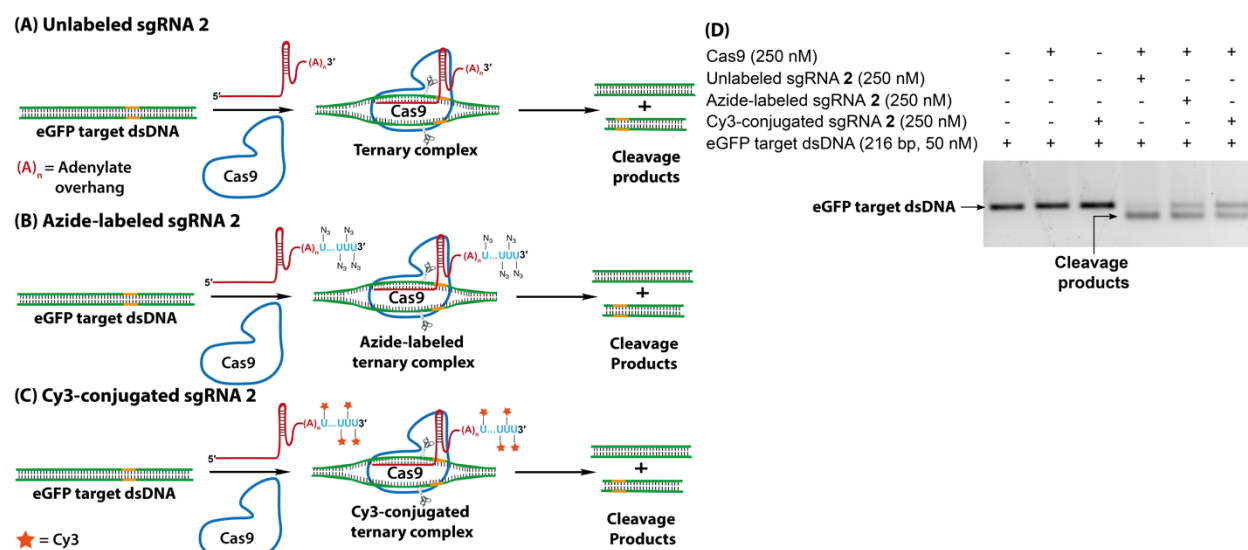 (A) Unlabeled sgRNA 2
(A)n3′
5′
eGFP target dsDNA
(A)n = Adenylate
overhang
Cas9
(A)n3′
Cas9
Ternary complex
+
Cleavage
products
(B) Azide-labeled sgRNA 2
N3 N3
(A)n U...UUU3′
N3 N3
5′
eGFP target dsDNA
Cas9
N3 N3
(A)n U...UUU3′
N3 N3
Cas9
Azide-labeled
ternary complex
+
Cleavage
Products
(C) Cy3-conjugated sgRNA 2
(A)n U...UUU3′
5′
eGFP target dsDNA
Cas9
= Cy3
(A)n U...UUU3′
Cas9
Cy3-conjugated
ternary complex
+
Cleavage
Products
(D)
Cas9 (250 nM) - + - + + +
Unlabeled sgRNA 2 (250 nM) - - - + - -
Azide-labeled sgRNA 2 (250 nM) - - - - + -
Cy3-conjugated sgRNA 2 (250 nM) - - + - - +
eGFP target dsDNA (216 bp, 50 nM) + + + + + +
eGFP target dsDNA
Cleavage
products